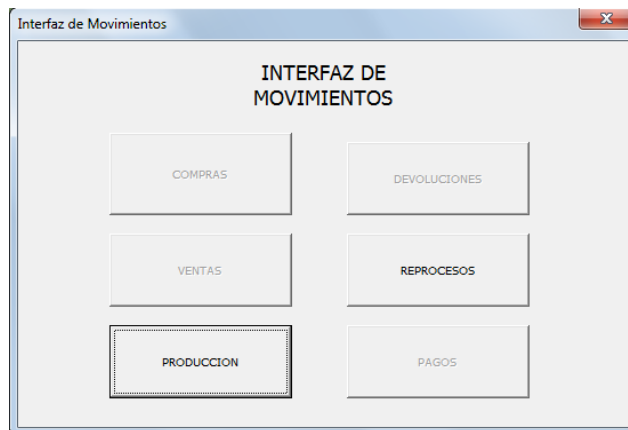 Interfaz de Movimientos
INTERFAZ DE
MOVIMIENTOS
COMPRAS
DEVOLUCIONES
VENTAS
REPROCESOS
PRODUCCION
PAGOS